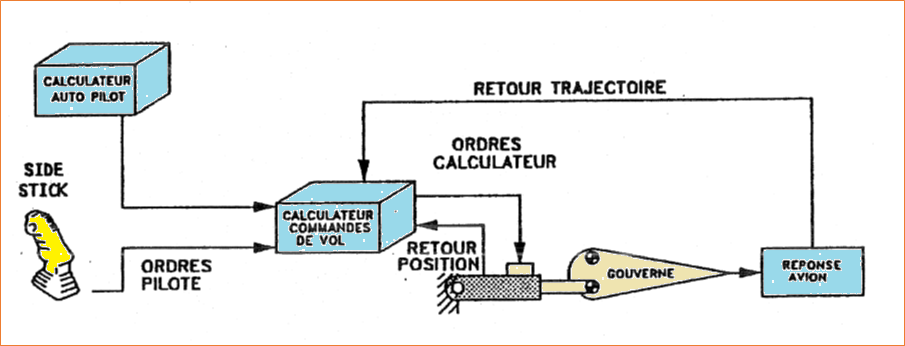 CALCULATEUR
AUTO PILOT
RETOUR TRAJECTOIRE
ORDRES
CALCULATEUR
SIDE
STICK
CALCULATEUR
COMMANDES
DE VOL
RETOUR
POSITION
ORDRES
PILOTE
GOUVERNE
REPONSE
AVION